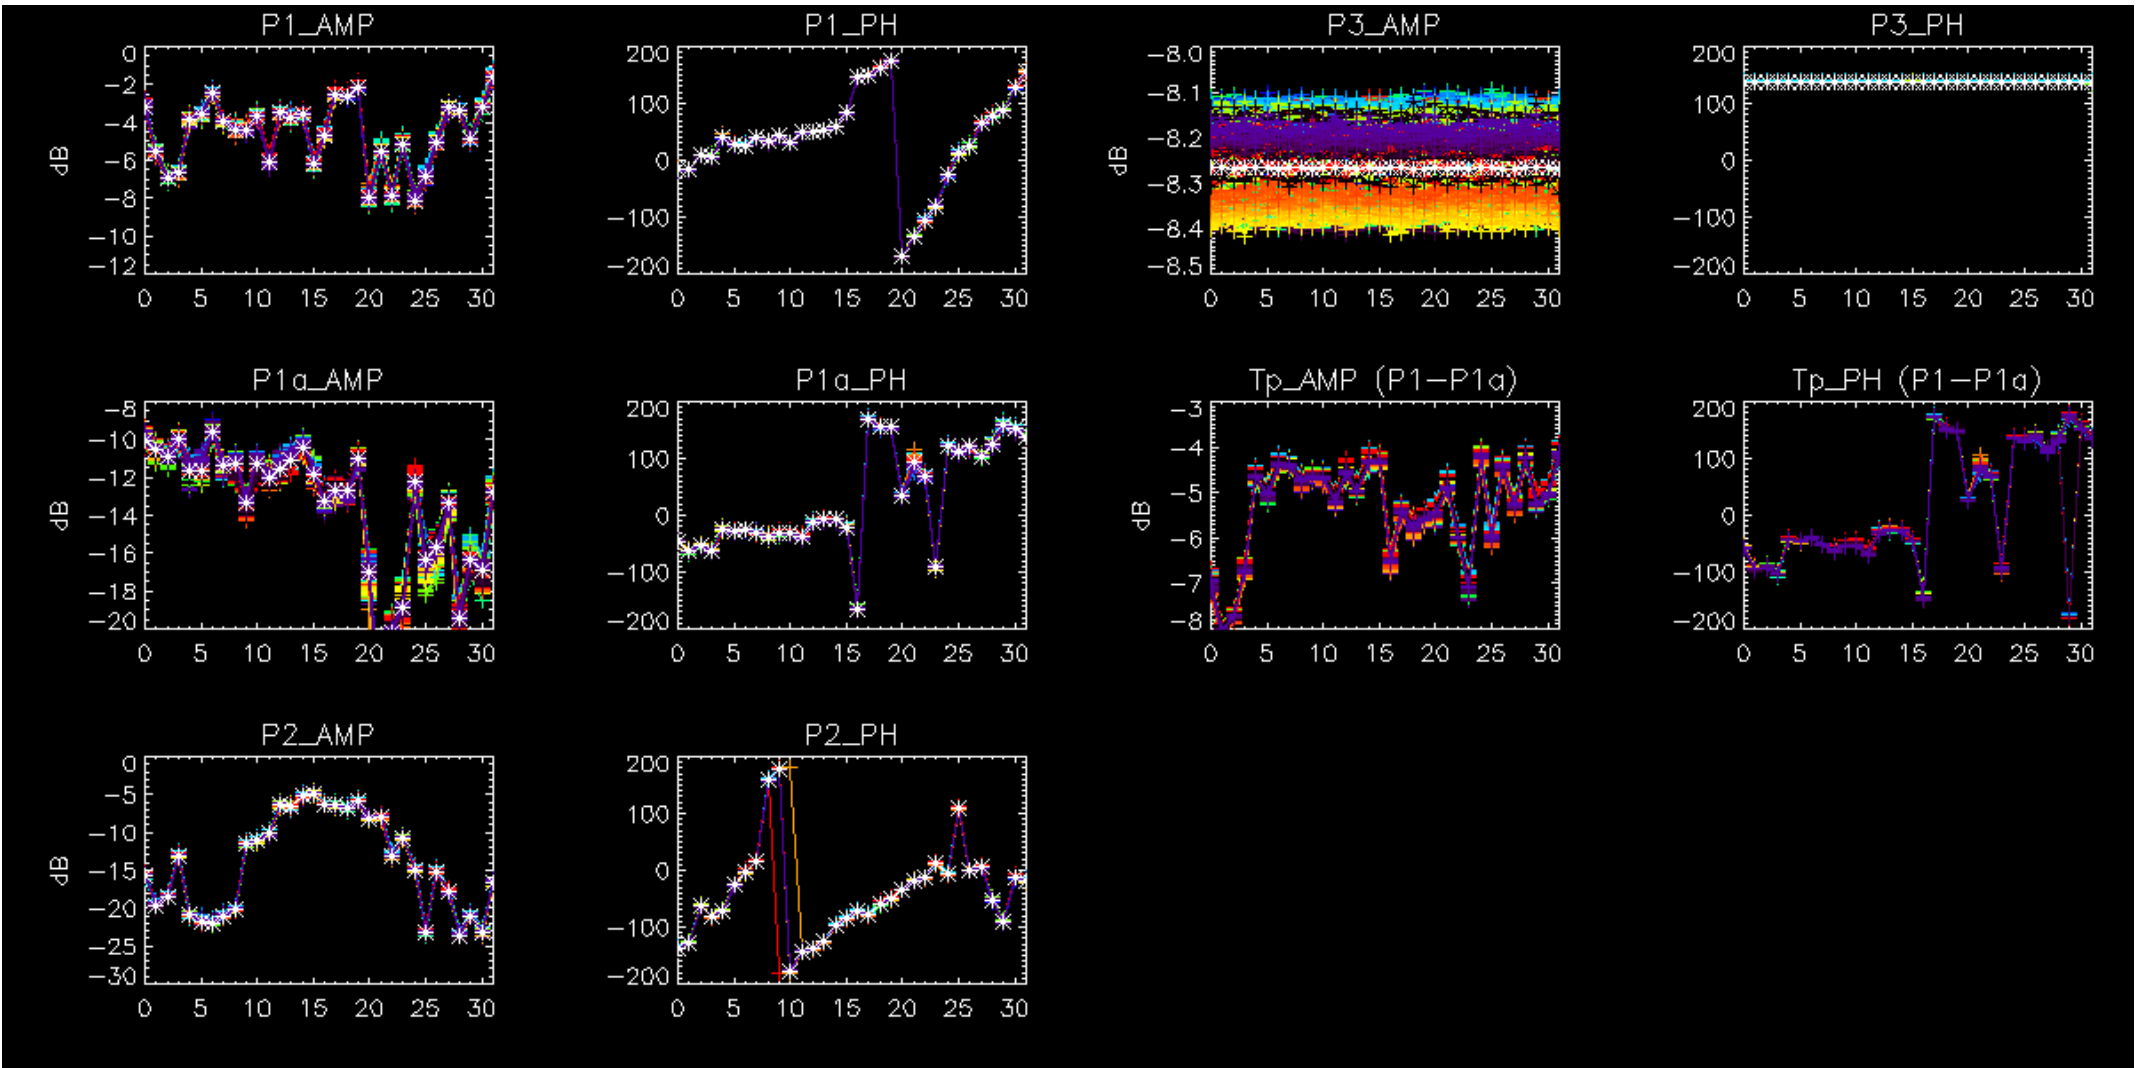 P1_AMP
0
−2
−4
−6
−8
−10
−12
dB
0 5 10 15 20 25 30
P1_PH
200
100
0
−100
−200
0 5 10 15 20 25 30
P3_AMP
−8.0
−8.1
−8.2
−8.3
−8.4
−8.5
dB
0 5 10 15 20 25 30
P3_PH
200
100
0
−100
−200
0 5 10 15 20 25 30
P1a_AMP
−8
−10
−12
−14
−16
−18
−20
dB
0 5 10 15 20 25 30
P1a_PH
200
100
0
−100
−200
0 5 10 15 20 25 30
Tp_AMP (P1−P1a)
−3
−4
−5
−6
−7
−8
dB
0 5 10 15 20 25 30
Tp_PH (P1−P1a)
200
100
0
−100
−200
0 5 10 15 20 25 30
P2_AMP
0
−5
−10
−15
−20
−25
−30
dB
0 5 10 15 20 25 30
P2_PH
200
100
0
−100
−200
0 5 10 15 20 25 30